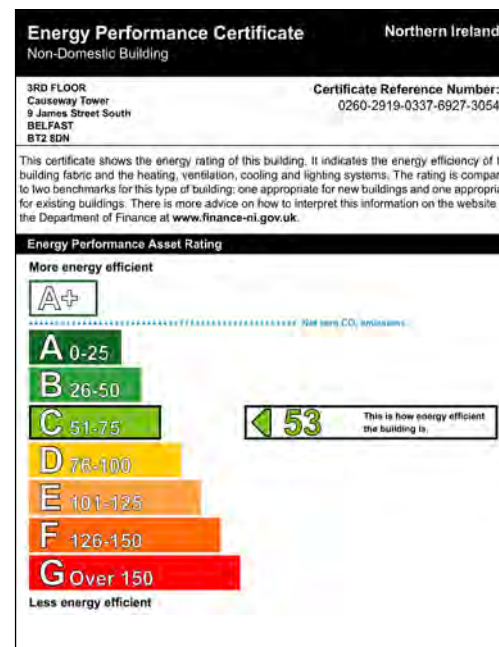 Energy Performance Certificate
Northern Ireland
Non-Domestic Building
3RD FLOOR
Causeway Tower
9 James Street South
BELFAST
BT2 8DN
Certificate Reference Number:
0260-2919-0337-6927-3054
This certificate shows the energy rating of this building. It indicates the energy efficiency of
building fabric and the heating, ventilation, cooling and lighting systems. The rating is
to two benchmarks for this type of building: one appropriate for new buildings and one
for existing buildings. There is more advice on how to interpret this information on the website
the Department of Finance at www.finance-ni.gov.uk.
Energy Performance Asset Rating
More energy efficient
A+
Net zero CO₂ emissions
A 0-25
B 26-50
C 51-75
53
This is how energy efficient
the building is.
D 76-100
E 101-125
F 126-150
G Over 150
Less energy efficient